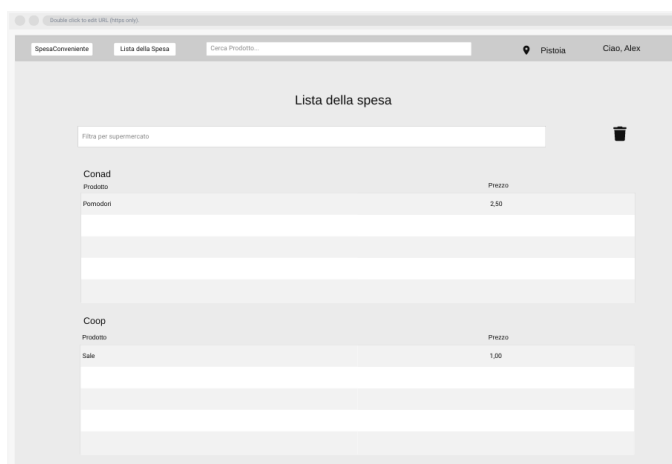 Double click to edit URL (https only).
SpesaConveniente Lista della Spesa Cerca Prodotto... Pistoia Ciao, Alex
Lista della spesa
Filtra per supermercato
Conad
Prodotto Prezzo
Pomodori 2,50
Coop
Prodotto Prezzo
Sale 1,00